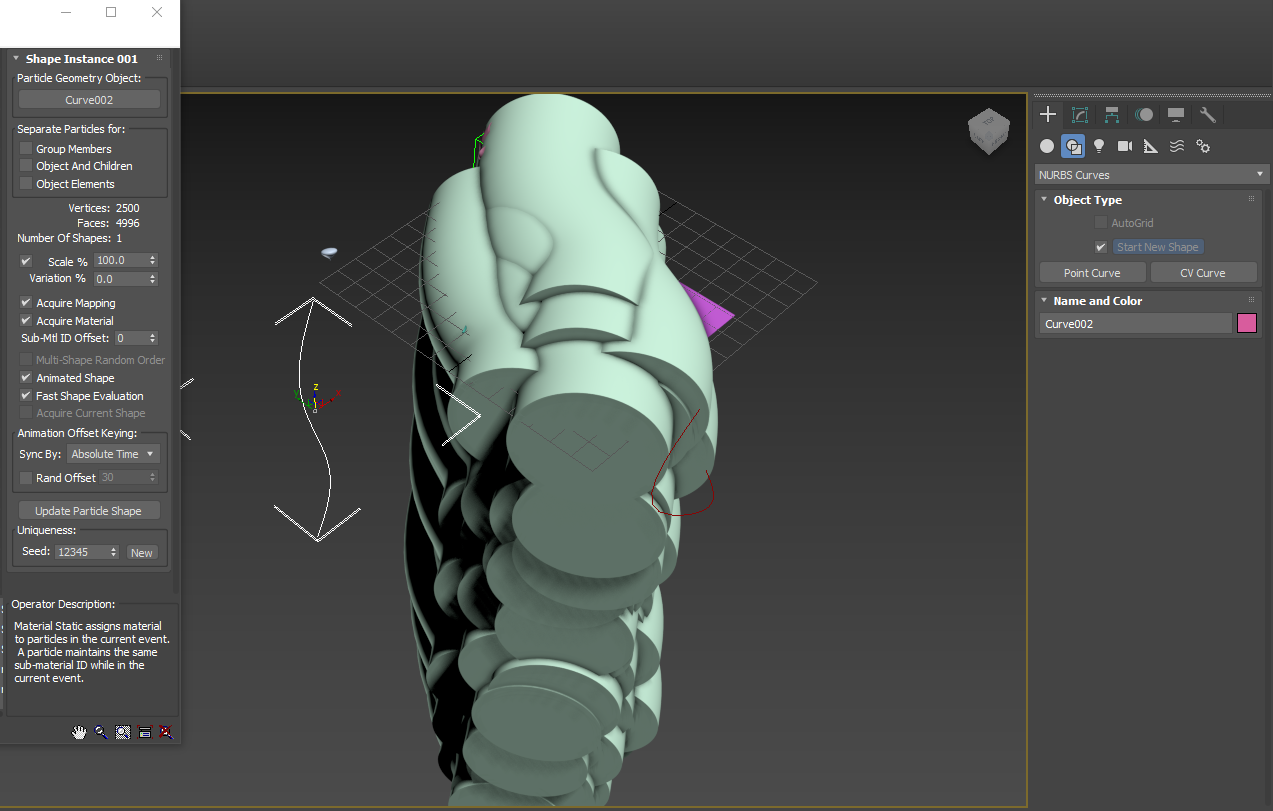 Shape Instance 001
Particle Geometry Object:
Curve002
Separate Particles for:
Group Members
Object And Children
Object Elements
Vertices: 2500
Faces: 4996
Number Of Shapes: 1
Scale % 100.0
Variation % 0.0
Acquire Mapping
Acquire Material
Sub-Mtl ID Offset: 0
Multi-Shape Random Order
Animated Shape
Fast Shape Evaluation
Acquire Current Shape
Animation Offset Keying:
Sync By: Absolute Time
Rand Offset 30
Update Particle Shape
Uniqueness:
Seed: 12345 New
Operator Description:
Material Static assigns material
to particles in the current event.
A particle maintains the same
sub-material ID while in the
current event.
z
NURBS Curves
Object Type
AutoGrid
Start New Shape
Point Curve CV Curve
Name and Color
Curve002